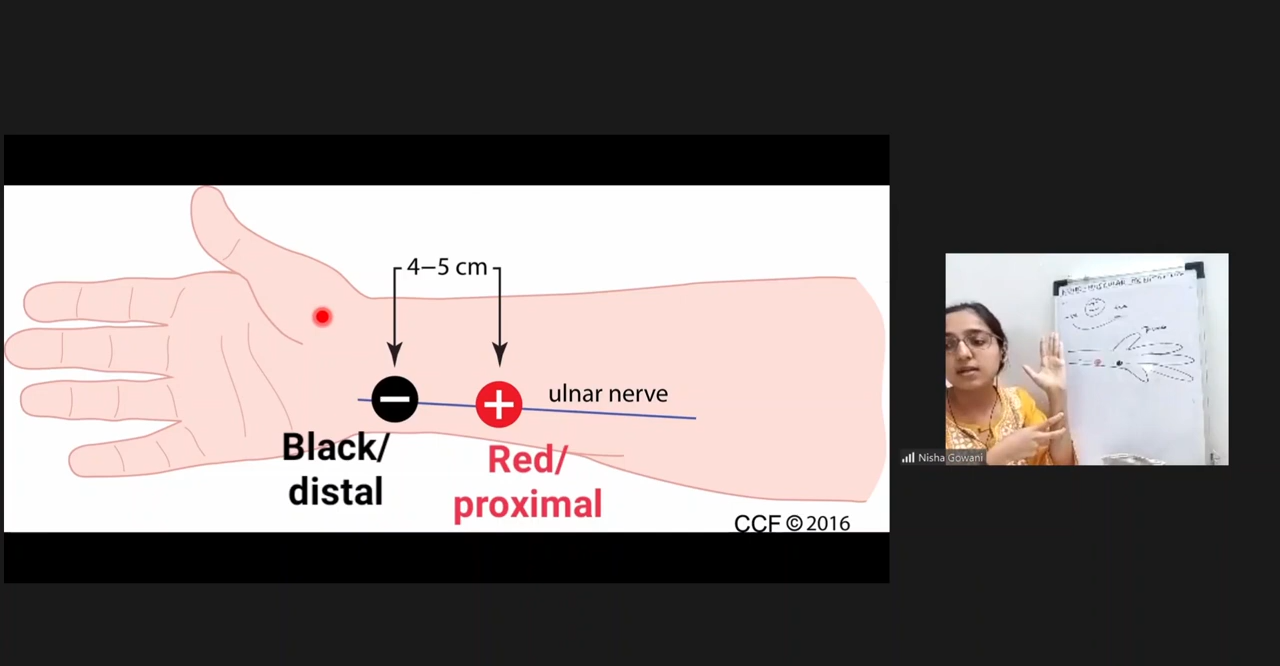 4–5 cm
ulnar nerve
Black/
distal
Red/
proximal
CCF © 2016
Nisha Gowani